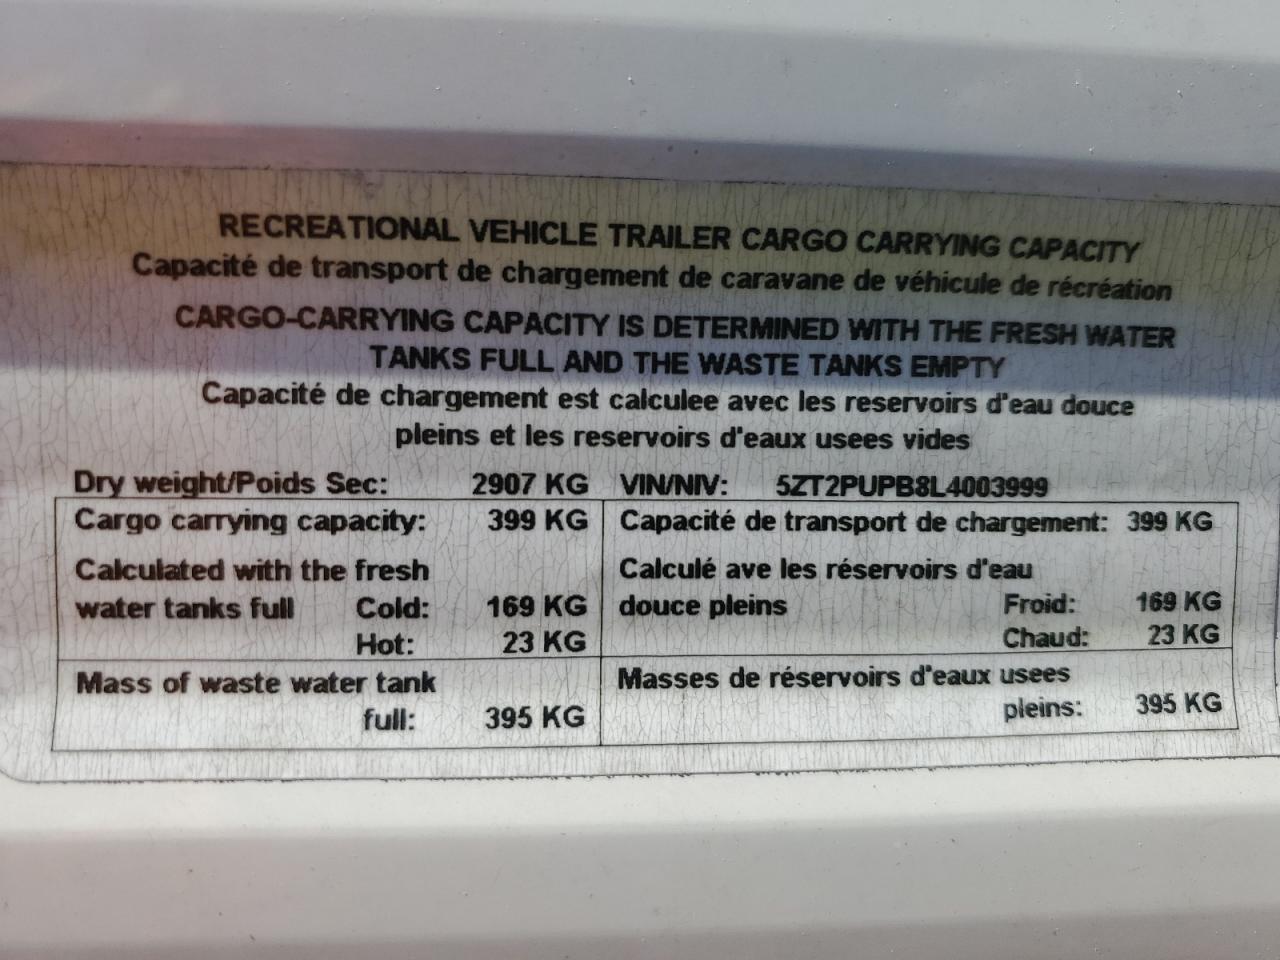 RECREATIONAL VEHICLE TRAILER CARGO CARRYING CAPACITY
Capacité de transport de chargement de caravane de véhicule de récréation
CARGO-CARRYING CAPACITY IS DETERMINED WITH THE FRESH WATER
TANKS FULL AND THE WASTE TANKS EMPTY
Capacité de chargement est calculee avec les reservoirs d'eau douce
pleins et les reservoirs d'eaux usees vides
Dry weight/Poids Sec: 2907 KG VIN/NIV: 5ZT2PUPB8L4003999
Cargo carrying capacity: 399 KG Capacité de transport de chargement: 399 KG
Calculated with the fresh Calculé ave les réservoirs d'eau
water tanks full Cold: 169 KG douce pleins Froid: 169 KG
Hot: 23 KG Chaud: 23 KG
Mass of waste water tank Masses de réservoirs d'eaux usees
full: 395 KG pleins: 395 KG